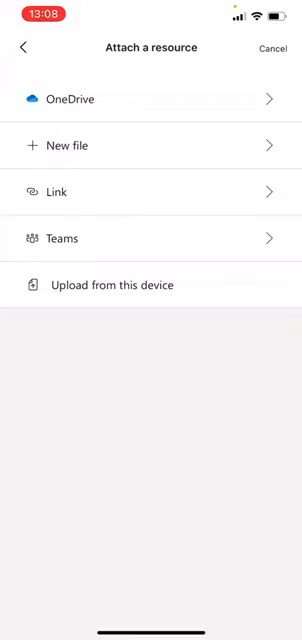 13:08
Attach a resource
Cancel
OneDrive
New file
Link
Teams
Upload from this device